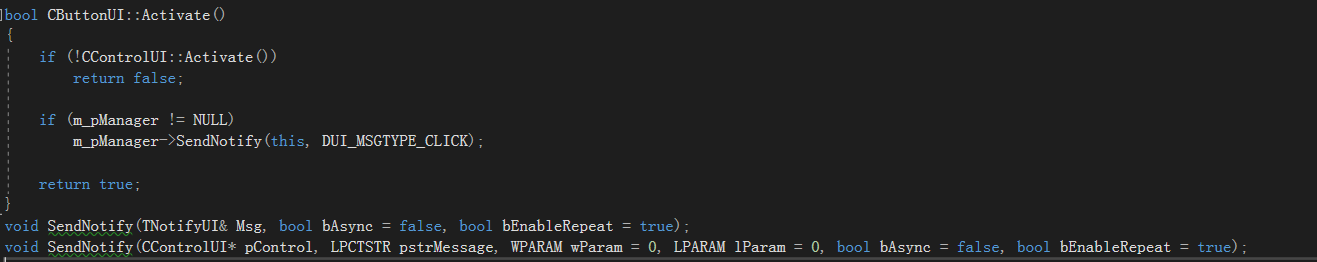 bool CButtonUI::Activate()
{
if (!CControlUI::Activate())
return false;
if (m_pManager != NULL)
m_pManager->SendNotify(this, DUI_MSGTYPE_CLICK);
return true;
}
void SendNotify(TNotifyUI& Msg, bool bAsync = false, bool bEnableRepeat = true);
void SendNotify(CControlUI* pControl, LPCTSTR pstrMessage, WPARAM wParam = 0, LPARAM lParam = 0, bool bAsync = false, bool bEnableRepeat = true);